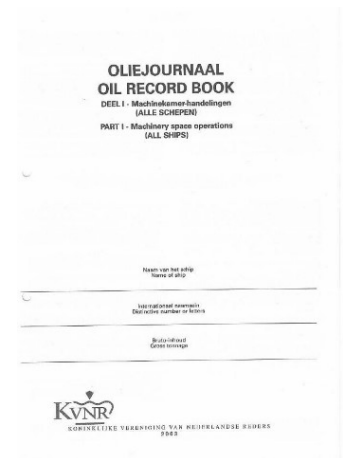 OLIEJOURNAAL
OIL RECORD BOOK
DEEL I - Machinekamer-handelingen
(ALLE SCHEPEN)
PART I - Machinery space operations
(ALL SHIPS)
Naam van het schip
Name of ship
Internationaal seinsein
Distinctive number or letters
Bruto-inhoud
Gross tonnage
KVNR
KONINKLIJKE VERENIGING VAN NEDERLANDSE REDERS